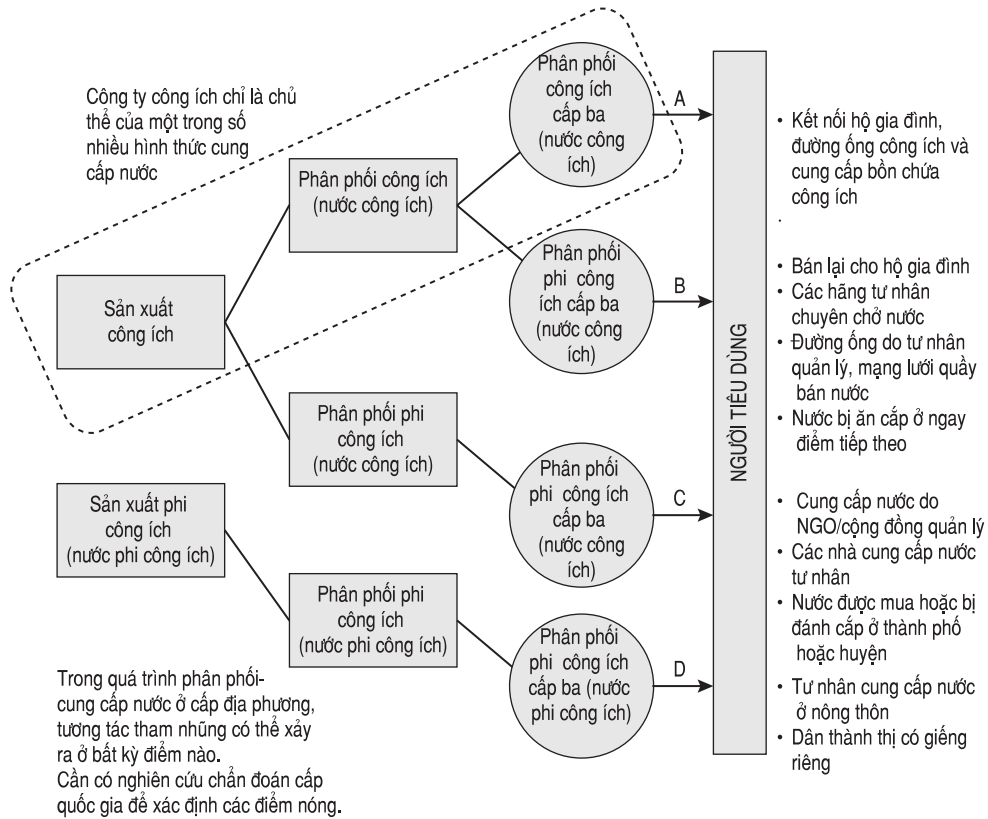 Công ty công ích chỉ là chủ
thể của một trong số
nhiều hình thức cung
cấp nước
Sản xuất
công ích
Sản xuất phi
công ích
(nước phi công ích)
Phân phối công ích
(nước công ích)
Phân phối phi
công ích
(nước công ích)
Phân phối phi
công ích
(nước phi công ích)
Phân phối
công ích
cấp ba
(nước công
ích)
Phân phối
phi công
ích cấp ba
(nước công
ích)
Phân phối
phi công ích
cấp ba
(nước công
ích)
Phân phối
phi công ích
cấp ba (nước
phi công ích)
A
B
C
D
NGƯỜI TIÊU DÙNG
• Kết nối hộ gia đình,
đường ống công ích và
cung cấp bồn chứa
công ích
.
• Bán lại cho hộ gia đình
• Các hãng tư nhân
chuyên chở nước
• Đường ống do tư nhân
quản lý, mạng lưới quầy
bán nước
• Nước bị ăn cắp ở ngay
điểm tiếp theo
• Cung cấp nước do
NGO/cộng đồng quản lý
• Các nhà cung cấp nước
tư nhân
• Nước được mua hoặc bị
đánh cắp ở thành phố
hoặc huyện
• Tư nhân cung cấp nước
ở nông thôn
• Dân thành thị có giếng
riêng
Trong quá trình phân phối-
cung cấp nước ở cấp địa phương,
tương tác tham nhũng có thể xảy
ra ở bất kỳ điểm nào.
Cần có nghiên cứu chẩn đoán cấp
quốc gia để xác định các điểm nóng.